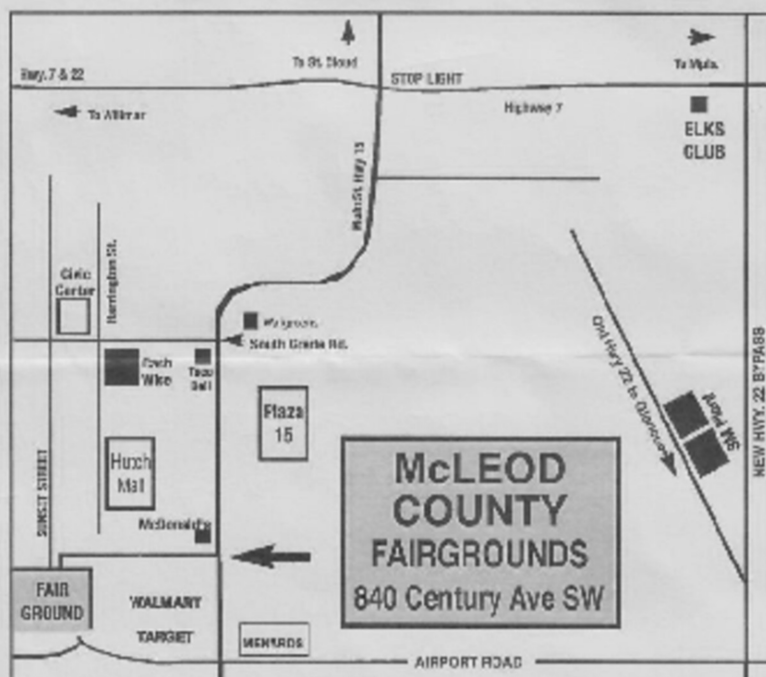 To St. Cloud
To Mpls.
Hwy. 7 & 22
STOP LIGHT
Highway 7
To Willmar
ELKS
CLUB
Main St. Hwy 15
Harrington St.
Civic
Center
Walgreens
South Grade Rd.
Cash
Wise
Taco
Bell
Old Hwy 22 to Glencoe
3M Plant
NEW HWY. 22 BYPASS
Plaza
15
Hutch
Mall
SUNSET STREET
McDonald's
McLEOD
COUNTY
FAIRGROUNDS
840 Century Ave SW
FAIR
GROUND
WALMART
TARGET
MENARDS
AIRPORT ROAD